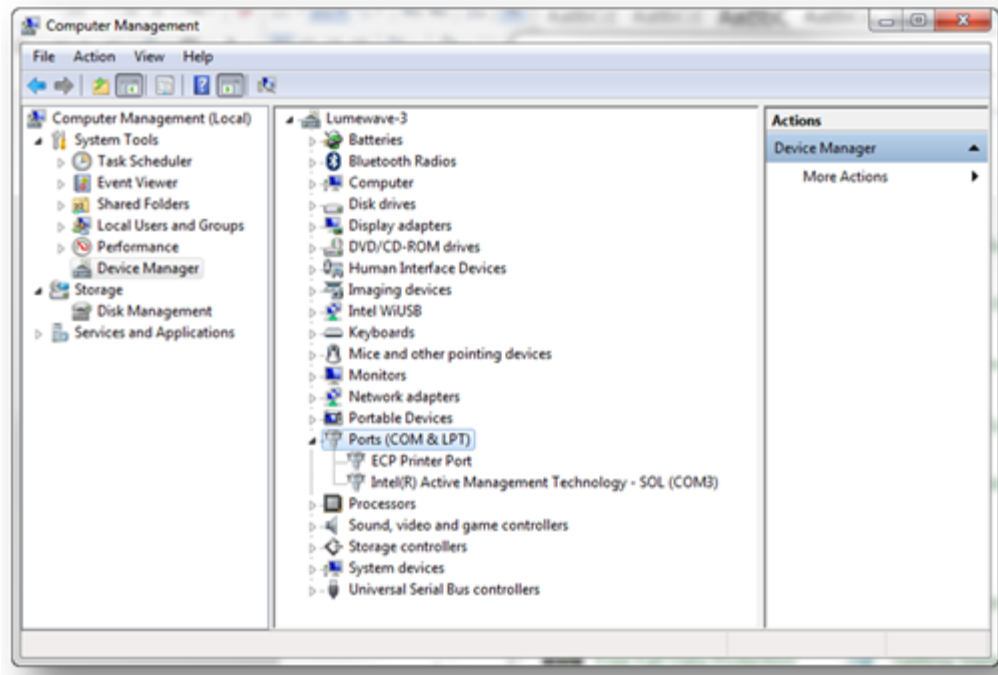 Computer Management
File Action View Help
Computer Management (Local)
System Tools
Task Scheduler
Event Viewer
Shared Folders
Local Users and Groups
Performance
Device Manager
Storage
Disk Management
Services and Applications
Lumewave-3
Batteries
Bluetooth Radios
Computer
Disk drives
Display adapters
DVD/CD-ROM drives
Human Interface Devices
Imaging devices
Intel WiUSB
Keyboards
Mice and other pointing devices
Monitors
Network adapters
Portable Devices
Ports (COM & LPT)
ECP Printer Port
Intel(R) Active Management Technology - SOL (COM3)
Processors
Sound, video and game controllers
Storage controllers
System devices
Universal Serial Bus controllers
Actions
Device Manager
More Actions